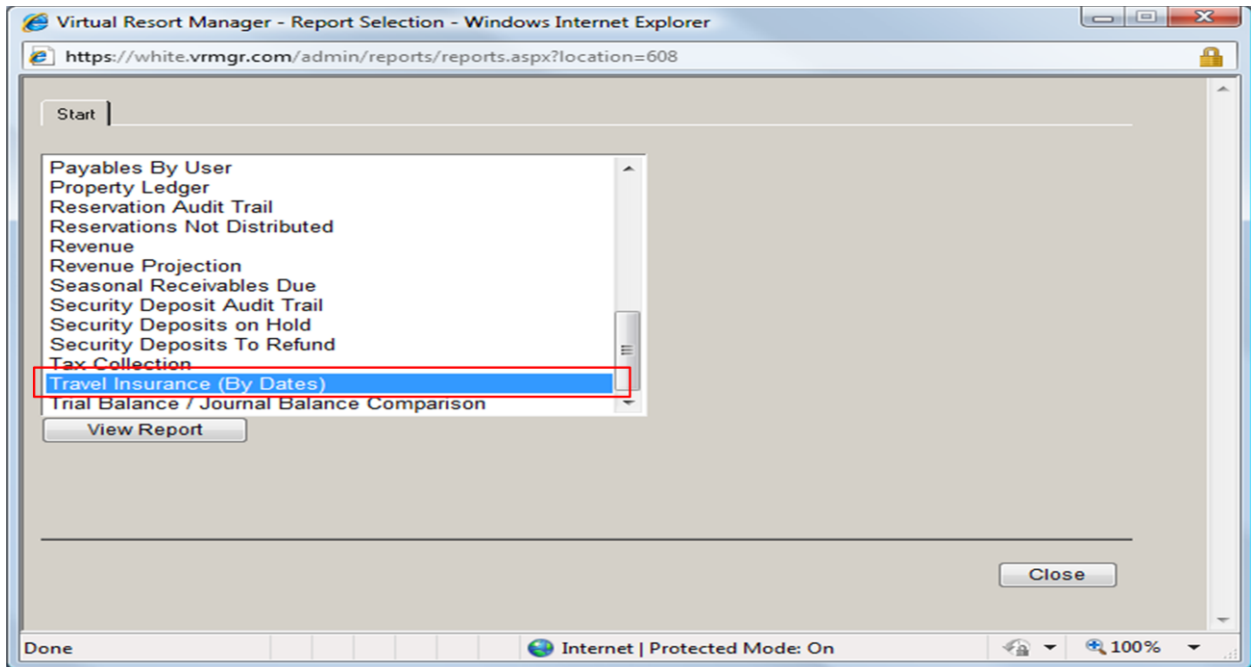 Virtual Resort Manager - Report Selection - Windows Internet Explorer
https://white.vrmgr.com/admin/reports/reports.aspx?location=608
Start
Payables By User
Property Ledger
Reservation Audit Trail
Reservations Not Distributed
Revenue
Revenue Projection
Seasonal Receivables Due
Security Deposit Audit Trail
Security Deposits on Hold
Security Deposits To Refund
Tax Collection
Travel Insurance (By Dates)
Trial Balance / Journal Balance Comparison
View Report
Close
Done Internet | Protected Mode: On 100%